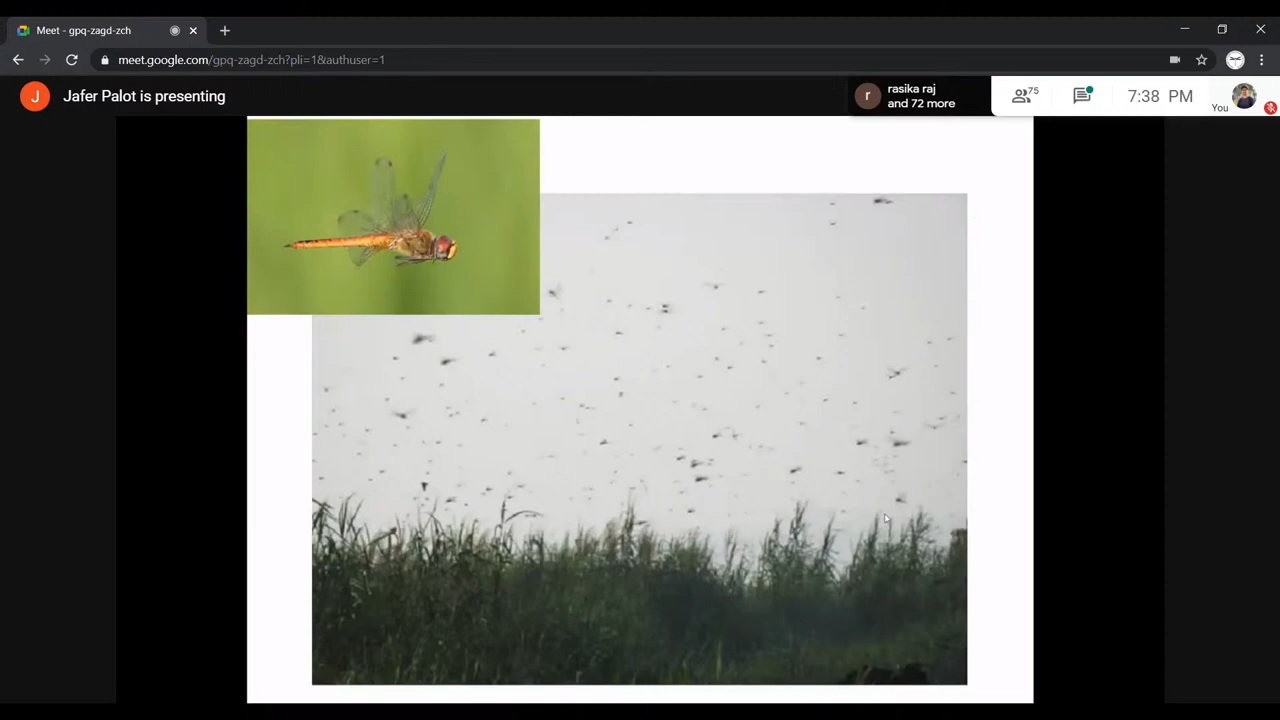 Meet - gpq-zagd-zch
meet.google.com/gpq-zagd-zch?pli=1&authuser=1
J
Jafer Palot is presenting
r
rasika raj
and 72 more
75
7:38 PM
You